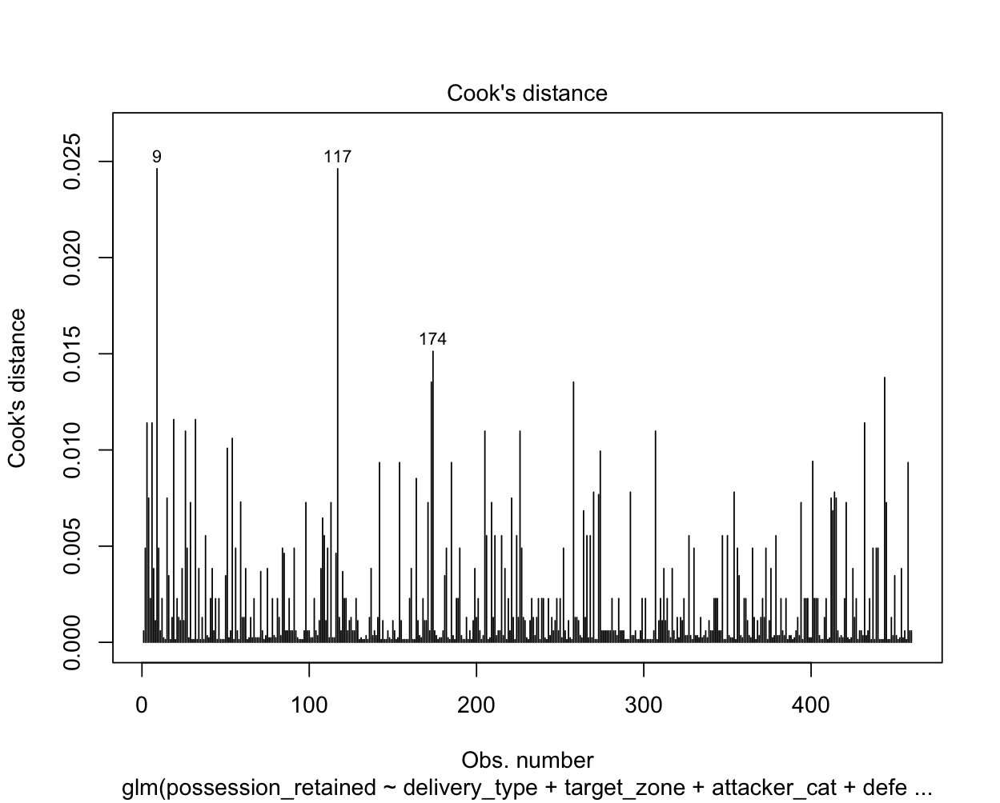 Cook's distance
0.025
0.020
0.015
0.010
0.005
0.000
Cook's distance
9
117
174
0 100 200 300 400
Obs. number
glm(possession_retained ~ delivery_type + target_zone + attacker_cat + defe ...